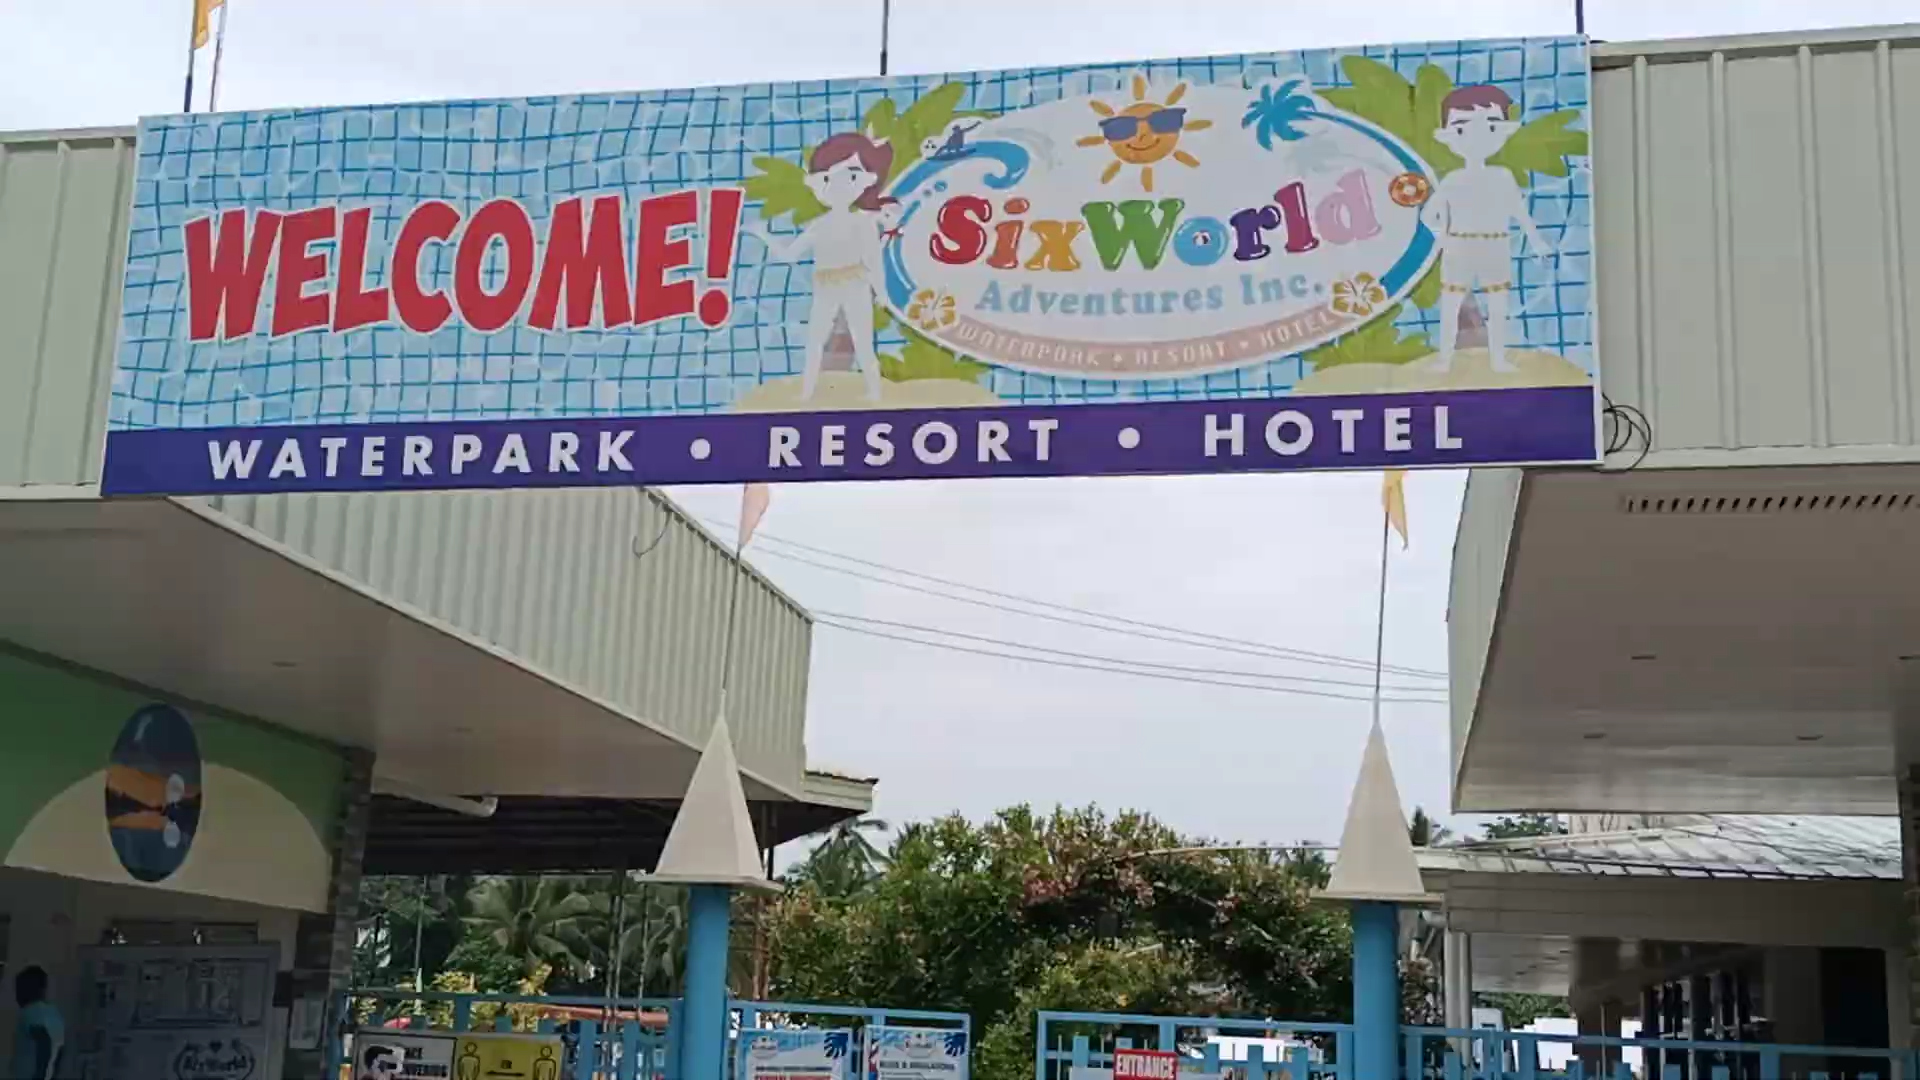 WELCOME!
SixWorld
Adventures Inc.
WATERPARK • RESORT • HOTEL
WATERPARK • RESORT • HOTEL
ENTRANCE